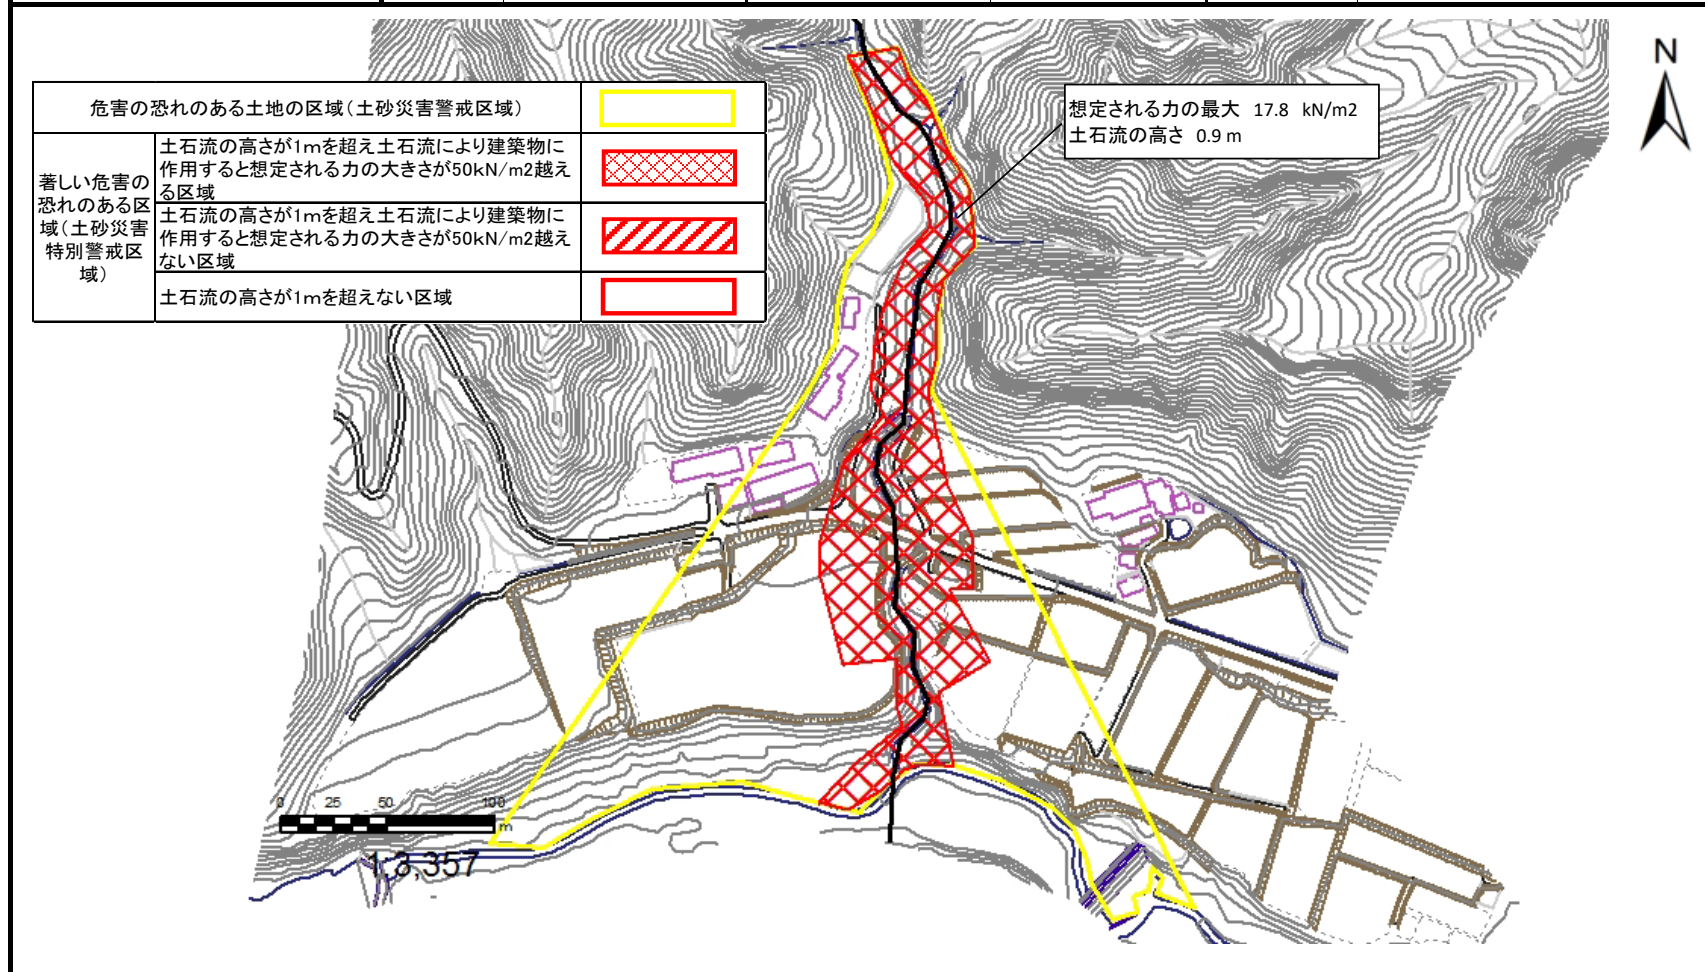 危害の恐れのある土地の区域(土砂災害警戒区域)
著しい危害の
恐れのある区
域(土砂災害
特別警戒区
域)
土石流の高さが1mを超え土石流により建築物に
作用すると想定される力の大きさが50kN/m2越え
る区域
土石流の高さが1mを超え土石流により建築物に
作用すると想定される力の大きさが50kN/m2越え
ない区域
土石流の高さが1mを超えない区域
想定される力の最大 17.8 kN/m2
土石流の高さ 0.9 m
N
0 25 50 100
m
1:3,357